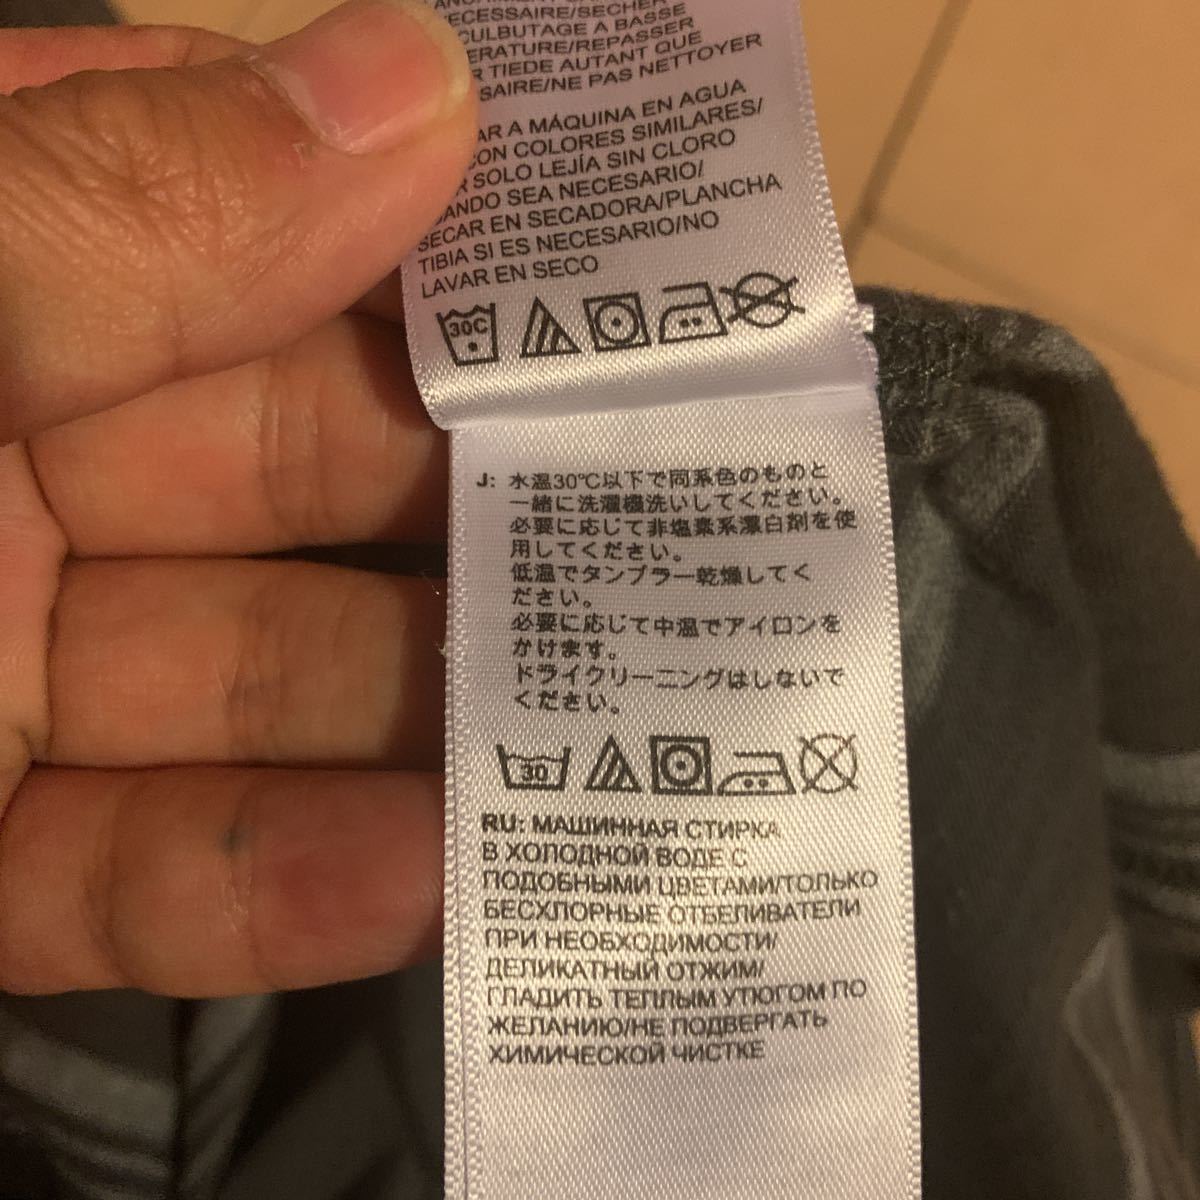 NECESSAIRE/SECHER
CULBUTAGE A BASSE
ERATURE/REPASSER
R TIEDE AUTANT QUE
SAIRE/NE PAS NETTOYER
AR A MÁQUINA EN AGUA
CON COLORES SIMILARES/
R SOLO LEJÍA SIN CLORO
ANDO SEA NECESARIO/
SECAR EN SECADORA/PLANCHA
TIBIA SI ES NECESARIO/NO
LAVAR EN SECO
30C
J: 水温30℃以下で同系色のものと
一緒に洗濯機洗いしてください。
必要に応じて非塩素系漂白剤を使
用してください。
低温でタンブラー乾燥してく
ださい。
必要に応じて中温でアイロンを
かけます。
ドライクリーニングはしないで
ください。
30
RU: МАШИННАЯ СТИРКА
В ХОЛОДНОЙ ВОДЕ С
ПОДОБНЫМИ ЦВЕТАМИ/ТОЛЬКО
БЕСХЛОРНЫЕ ОТБЕЛИВАТЕЛИ
ПРИ НЕОБХОДИМОСТИ/
ДЕЛИКАТНЫЙ ОТЖИМ/
ГЛАДИТЬ ТЕПЛЫМ УТЮГОМ ПО
ЖЕЛАНИЮ/НЕ ПОДВЕРГАТЬ
ХИМИЧЕСКОЙ ЧИСТКЕ